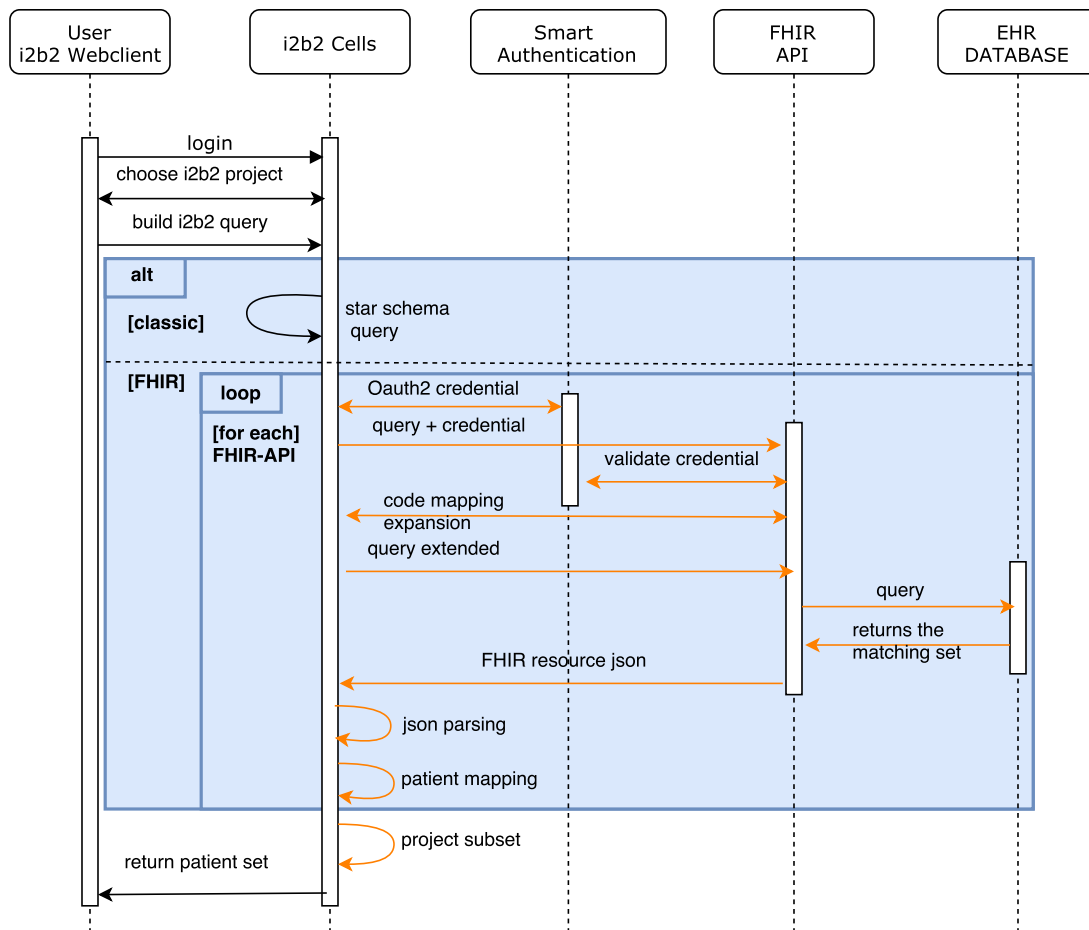 User
i2b2 Webclient
i2b2 Cells
Smart
Authentication
FHIR
API
EHR
DATABASE
login
choose i2b2 project
build i2b2 query
alt
[classic]
star schema
query
[FHIR]
loop
[for each]
FHIR-API
Oauth2 credential
query + credential
validate credential
code mapping
expansion
query extended
query
returns the
matching set
FHIR resource json
json parsing
patient mapping
project subset
return patient set